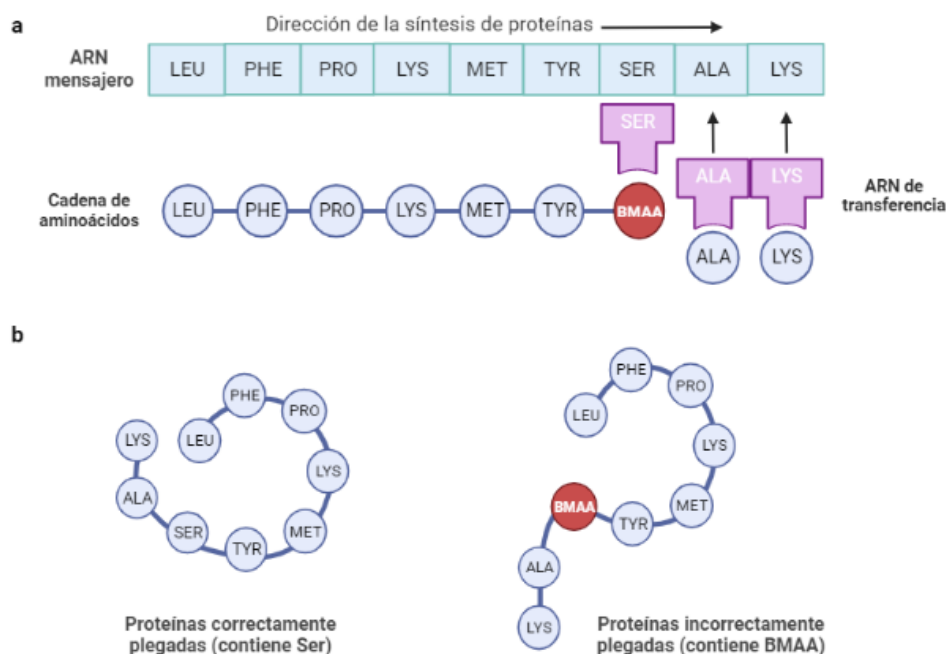 a
Dirección de la síntesis de proteínas
ARN
mensajero
LEU PHE PRO LYS MET TYR SER ALA LYS
SER
ALA LYS
Cadena de
aminoácidos
LEU PHE PRO LYS MET TYR BMAA
ARN de
transferencia
ALA LYS
b
PHE
PRO
LYS LEU
LYS
ALA
SER
TYR
MET
Proteínas correctamente
plegadas (contiene Ser)
PHE
PRO
LEU
LYS
BMAA
MET
TYR
ALA
LYS
Proteínas incorrectamente
plegadas (contiene BMAA)